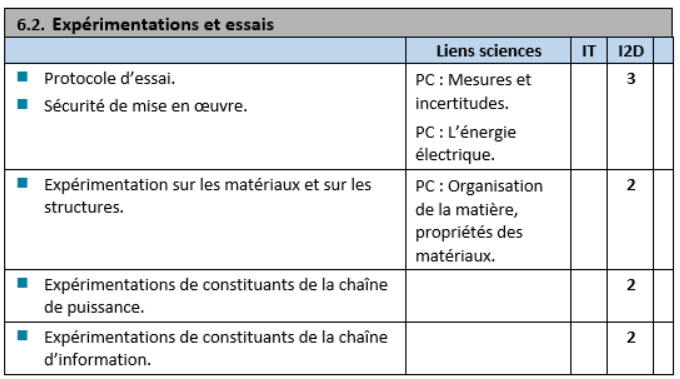 6.2. Expérimentations et essais
Liens sciences IT I2D
Protocole d’essai.
Sécurité de mise en œuvre.
PC : Mesures et
incertitudes.
PC : L’énergie
électrique.
3
Expérimentation sur les matériaux et sur les
structures.
PC : Organisation
de la matière,
propriétés des
matériaux.
2
Expérimentations de constituants de la chaîne
de puissance.
2
Expérimentations de constituants de la chaîne
d’information.
2